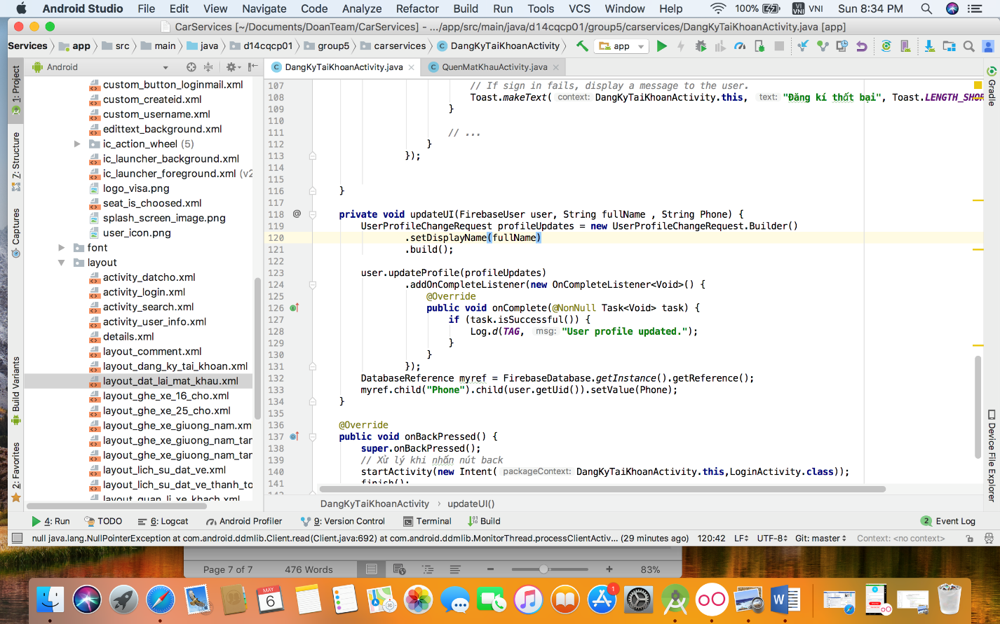 Android Studio File Edit View Navigate Code Analyze Refactor Build Run Tools VCS Window Help 100% VI VNI VNI Sun 8:34 PM
CarServices [~/Documents/DoanTeam/CarServices] - .../app/src/main/java/d14cqcp01/group5/carservices/DangKyTaiKhoanActivity.java [app]
Services app src main java d14cqcp01 group5 carservices DangKyTaiKhoanActivity app
Android
DangKyTaiKhoanActivity.java QuenMatKhauActivity.java
1: Project
7: Structure
Captures
Build Variants
2: Favorites
custom_button_loginmail.xml
custom_createid.xml
custom_username.xml
edittext_background.xml
ic_action_wheel (5)
ic_launcher_background.xml
ic_launcher_foreground.xml (v2
logo_visa.png
seat_is_choosed.xml
splash_screen_image.png
user_icon.png
font
layout
activity_datcho.xml
activity_login.xml
activity_search.xml
activity_user_info.xml
details.xml
layout_comment.xml
layout_dang_ky_tai_khoan.xml
layout_dat_lai_mat_khau.xml
layout_ghe_xe_16_cho.xml
layout_ghe_xe_25_cho.xml
layout_ghe_xe_giuong_nam.xm
layout_ghe_xe_giuong_nam_tar
layout_ghe_xe_giuong_nam_tar
layout_lich_su_dat_ve.xml
layout_lich_su_dat_ve_thanh_to
layout_quan_li_xe_khach.xml
107 // If sign in fails, display a message to the user.
108 Toast.makeText( context: DangKyTaiKhoanActivity.this, text: "Đăng kí thất bại", Toast.LENGTH_SHOR
109 }
110
111 // ...
112 }
113 });
114
115
116 }
117
118 @ private void updateUI(FirebaseUser user, String fullName , String Phone) {
119 UserProfileChangeRequest profileUpdates = new UserProfileChangeRequest.Builder()
120 .setDisplayName(fullName)
121 .build();
122
123 user.updateProfile(profileUpdates)
124 .addOnCompleteListener(new OnCompleteListener<Void>() {
125 @Override
126 public void onComplete(@NonNull Task<Void> task) {
127 if (task.isSuccessful()) {
128 Log.d(TAG, msg: "User profile updated.");
129 }
130 }
131 });
132 DatabaseReference myref = FirebaseDatabase.getInstance().getReference();
133 myref.child("Phone").child(user.getUid()).setValue(Phone);
134 }
135
136 @Override
137 public void onBackPressed() {
138 super.onBackPressed();
139 // Xử lý khi nhấn nút back
140 startActivity(new Intent( packageContext: DangKyTaiKhoanActivity.this,LoginActivity.class));
141 finish();
142
DangKyTaiKhoanActivity › updateUI()
Gradle
Device File Explorer
4: Run TODO 6: Logcat Android Profiler 9: Version Control Terminal Build 2 Event Log
null java.lang.NullPointerException at com.android.ddmlib.Client.read(Client.java:692) at com.android.ddmlib.MonitorThread.processClientActiv... (29 minutes ago) 120:42 LF UTF-8 Git: master Context: <no context>
Page 7 of 7 476 Words 83%
MAY
6
3D
1
W